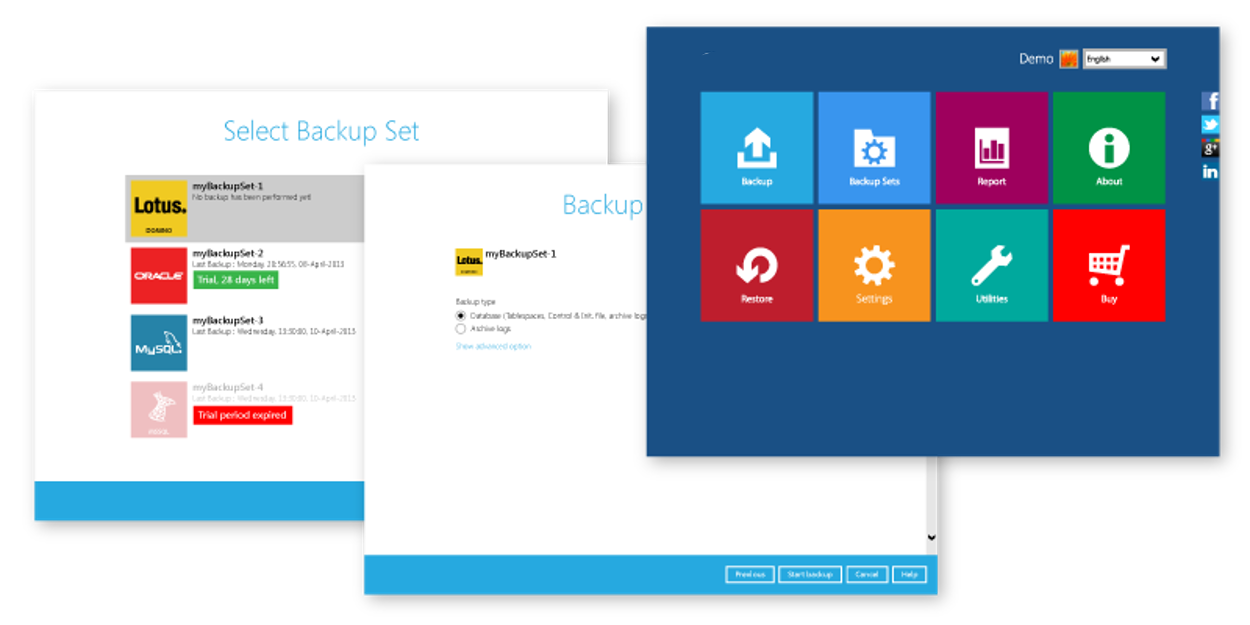 Select Backup Set
Lotus.
DOMINO
myBackupSet-1
No backup has been performed yet
ORACLE
myBackupSet-2
Last Backup : Monday, 20:56:55, 08-April-2013
Trial, 28 days left
MySQL.
myBackupSet-3
Last Backup : Wednesday, 13:30:00, 10-April-2013
MSSQL
myBackupSet-4
Last Backup : Wednesday, 13:30:00, 10-April-2013
Trial period expired
Backup
Lotus.
DOMINO
myBackupSet-1
Backup type
Database (Tablespaces, Control & Init. file, archive logs
Archive logs
Show advanced option
Previous Start backup Cancel Help
Demo English
Backup Backup Sets Report About
Restore Settings Utilities Buy
f
g+
in